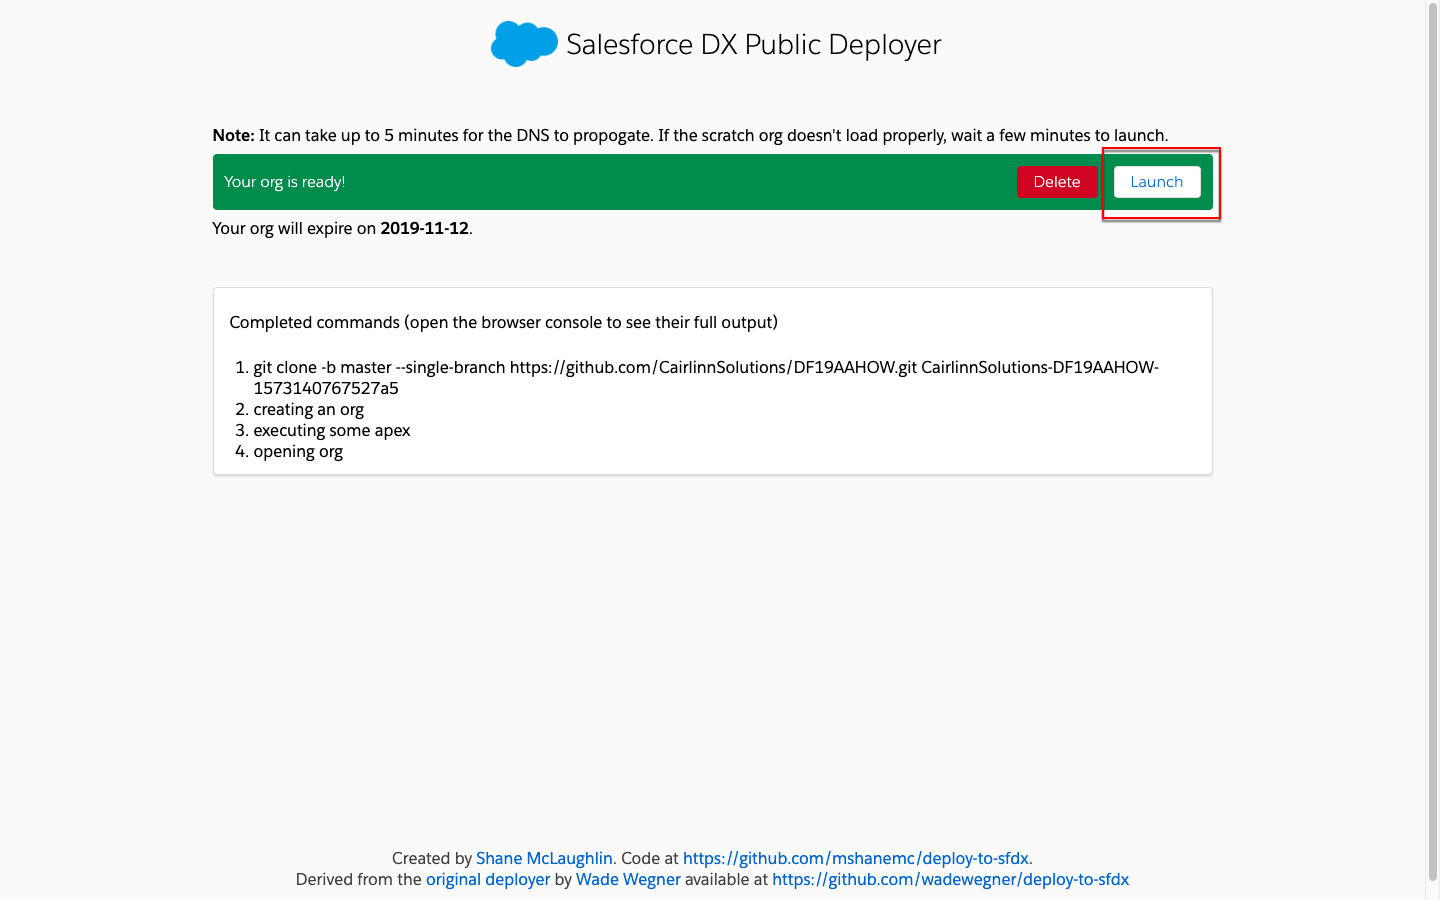 Salesforce DX Public Deployer
Note: It can take up to 5 minutes for the DNS to propogate. If the scratch org doesn't load properly, wait a few minutes to launch.
Your org is ready!
Delete
Launch
Your org will expire on 2019-11-12.
Completed commands (open the browser console to see their full output)
1. git clone -b master --single-branch https://github.com/CairlinnSolutions/DF19AAHOW.git CairlinnSolutions-DF19AAHOW-
1573140767527a5
2. creating an org
3. executing some apex
4. opening org
Created by Shane McLaughlin. Code at https://github.com/mshanemc/deploy-to-sfdx.
Derived from the original deployer by Wade Wegner available at https://github.com/wadewegner/deploy-to-sfdx